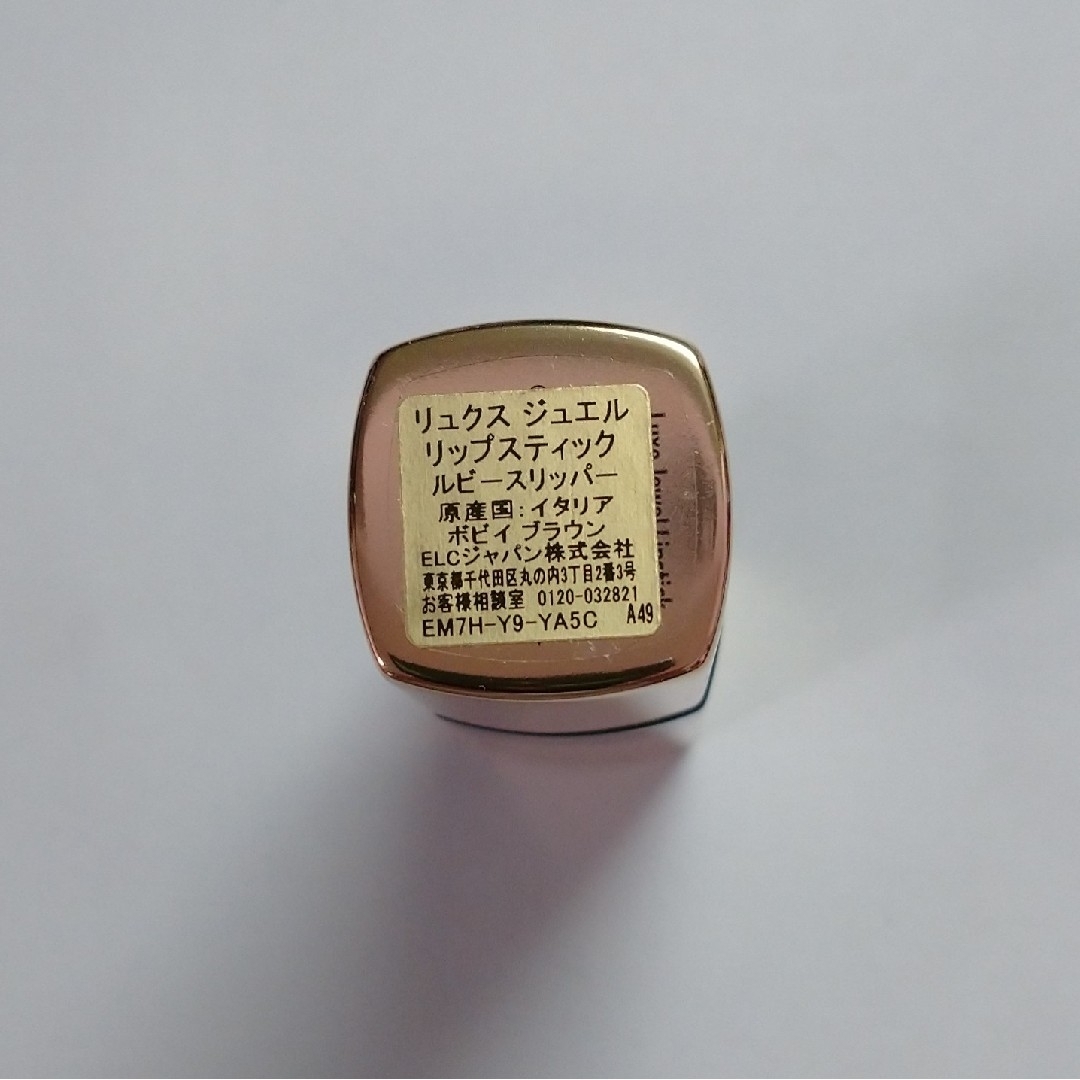 リュクス ジュエル
リップスティック
ルビースリッパー
原産国:イタリア
ボビイ ブラウン
ELCジャパン株式会社
東京都千代田区丸の内3丁目2番3号
お客様相談室 0120-032821
EM7H-Y9-YA5C A49